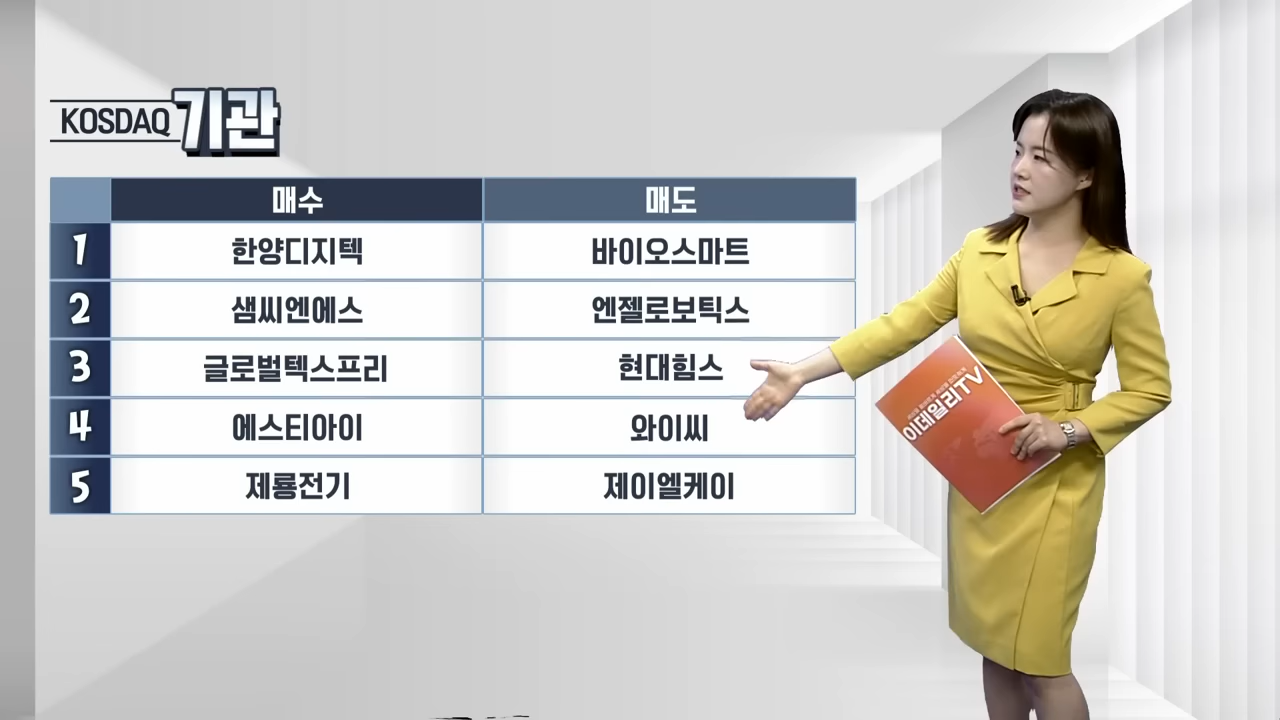 KOSDAQ 기관
매수 매도
1 한양디지텍 바이오스마트
2 샘씨엔에스 엔젤로보틱스
3 글로벌텍스프리 현대힘스
4 에스티아이 와이씨
5 제룡전기 제이엘케이
이데일리TV